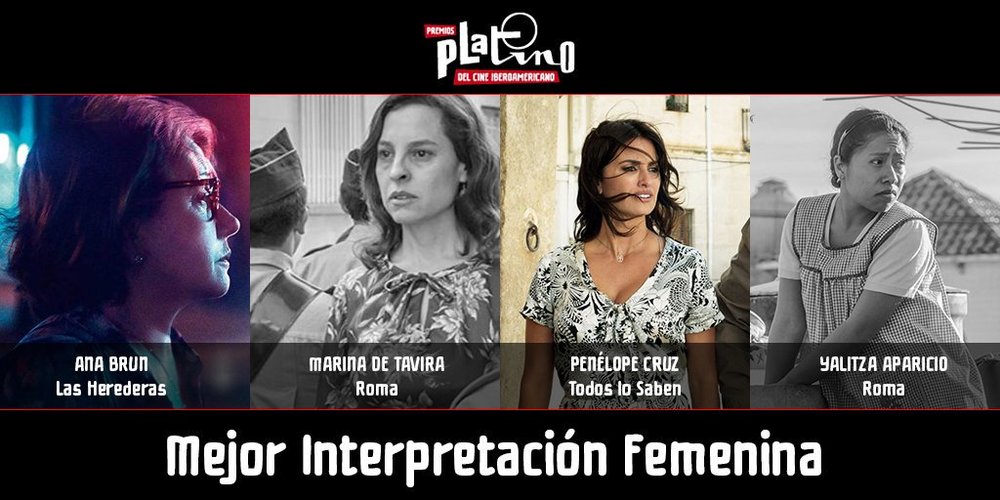 PREMIOS
PLatino
DEL CINE IBEROAMERICANO
ANA BRUN
Las Herederas
MARINA DE TAVIRA
Roma
PENÉLOPE CRUZ
Todos lo Saben
YALITZA APARICIO
Roma
Mejor Interpretación Femenina